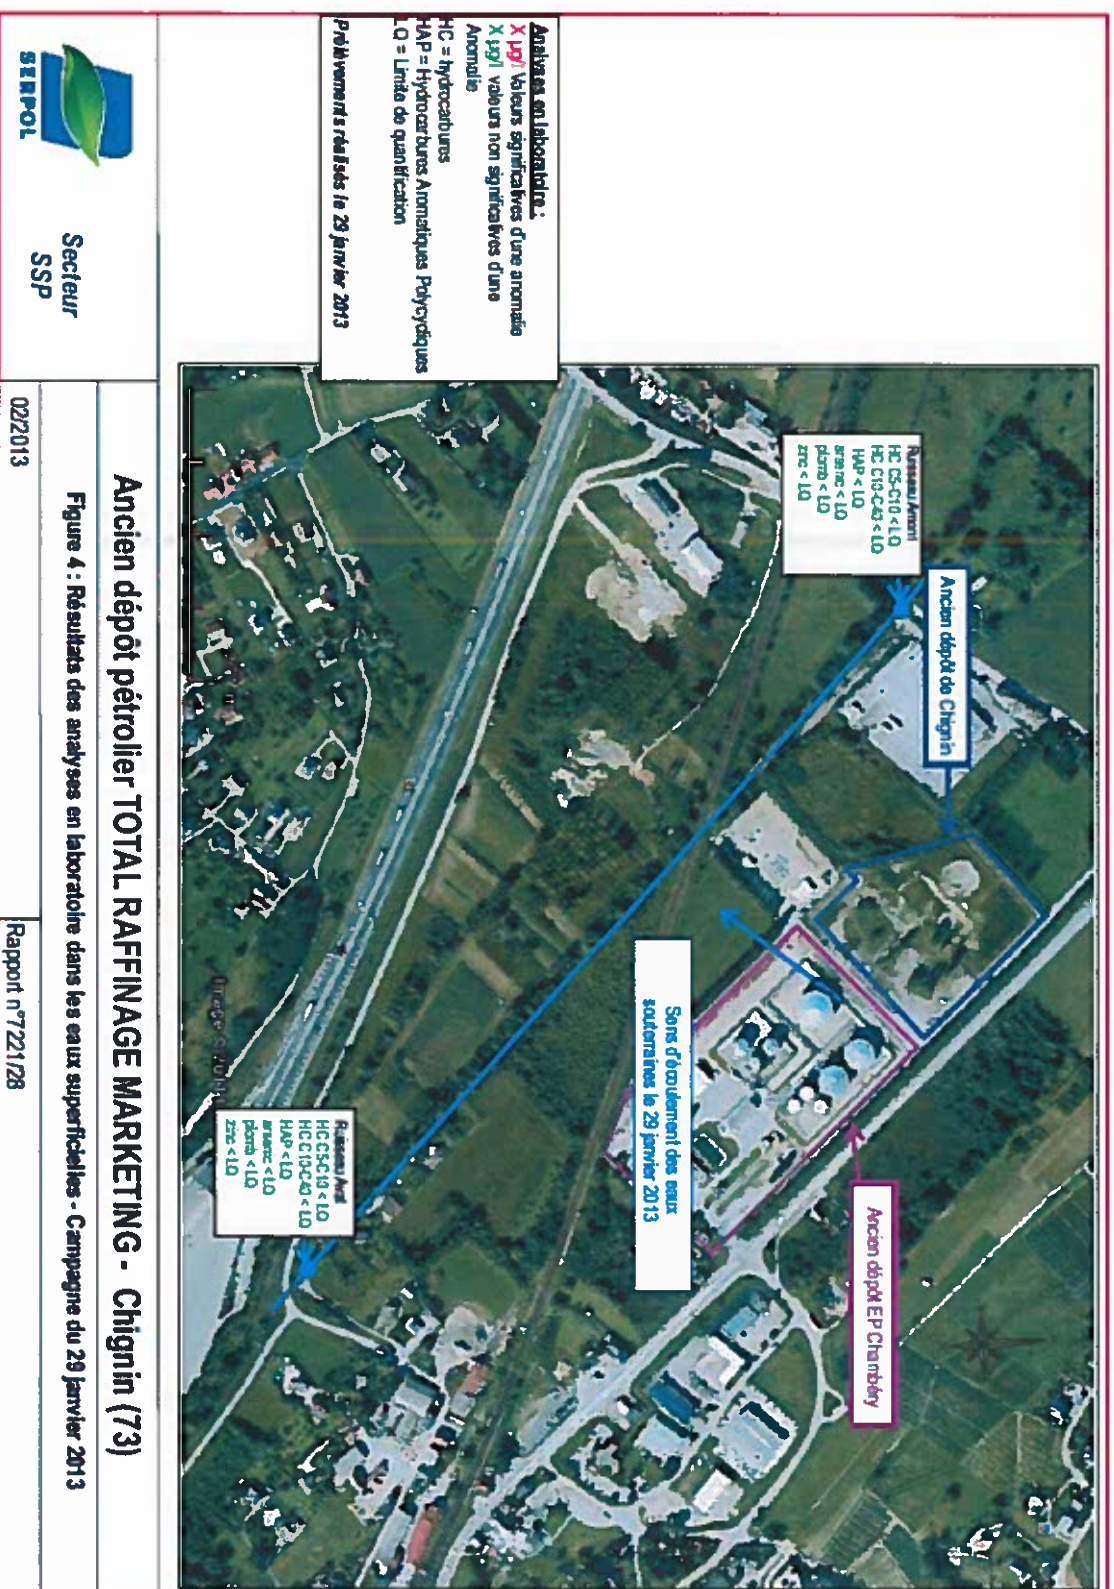 Analyses en laboratoire :
X µg/l Valeurs significatives d'une anomalie
X µg/l valeurs non significatives d'une
Anomalie
HC = hydrocarbures
HAP = Hydrocarbures Aromatiques Polycycliques
LQ = Limite de quantification
Prélèvements réalisés le 29 janvier 2013
Ruisseau Amont
HC C5-C10 < LQ
HC C10-C40 < LQ
HAP < LQ
arsenic < LQ
plomb < LQ
zinc < LQ
Ancien dépôt de Chignin
Ancien dépôt EP Chambéry
Sens d'écoulement des eaux
souterraines le 29 janvier 2013
Ruisseau Aval
HC C5-C10 < LQ
HC C10-C40 < LQ
HAP < LQ
arsenic < LQ
plomb < LQ
zinc < LQ
SERPOL
Secteur
SSP
Ancien dépôt pétrolier TOTAL RAFFINAGE MARKETING - Chignin (73)
Figure 4 : Résultats des analyses en laboratoire dans les eaux superficielles - Campagne du 29 janvier 2013
02/2013
Rapport n°7221/28